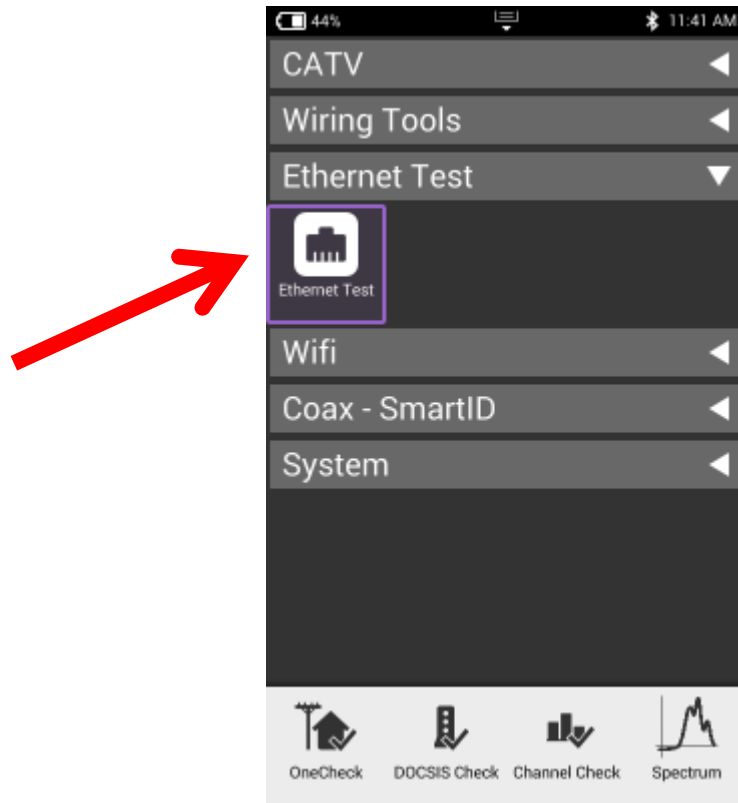 44% 11:41 AM
CATV
Wiring Tools
Ethernet Test
Ethernet Test
Wifi
Coax - SmartID
System
OneCheck DOCSIS Check Channel Check Spectrum